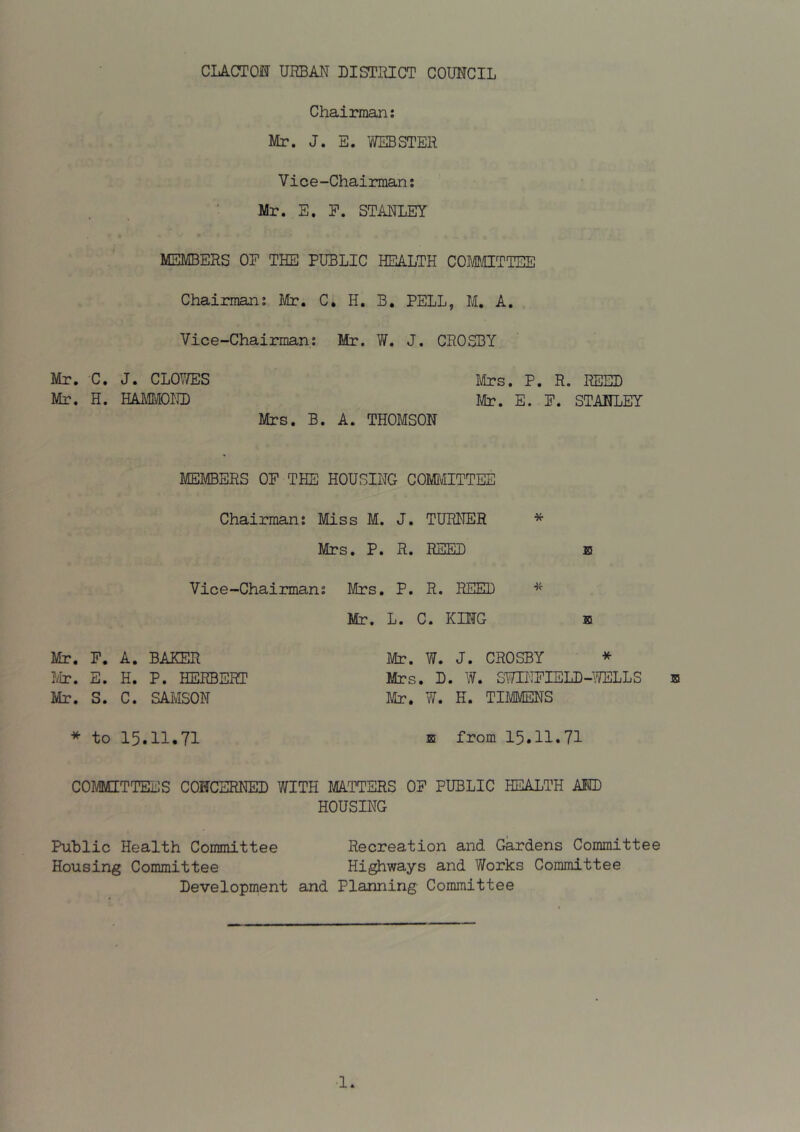 CLACTON URBAN DISTRICT COUNCIL
Chairman:
Mr. J. E. WEBSTER
Vice-Chairman:
Mr. E. F. STANLEY
MEMBERS OF THE PUBLIC HEALTH COMMITTEE
Chairman: Mr. C. H. B. PELL, M. A.
Vice-Chairman: Mr. W. J. CROSBY
Mr. C. J. CLOWES Mrs. P. R. REED
Mr. H. HAMMOND Mr. E. F. STANLEY
Mrs. B. A. THOMSON
MEMBERS OF THE HOUSING COMMITTEE
Chairman: Miss M. J. TURNER *
Mrs. P. R. REED ⊠
Vice-Chairman: Mrs. P. R. REED *
Mr. L. C. KING ⊠
Mr. F. A. BAKER Mr. W. J. CROSBY *
Mr. E. H. P. HERBERT Mrs. D. W. SWINFIELD-WELLS ⊠
Mr. S. C. SAMSON Mr. W. H. TIMMENS
* to 15.11.71 ⊠ from 15.11.71
COMMITTEES CONCERNED WITH MATTERS OF PUBLIC HEALTH AND
HOUSING
Public Health Committee Recreation and Gardens Committee
Housing Committee Highways and Works Committee
Development and Planning Committee
1.